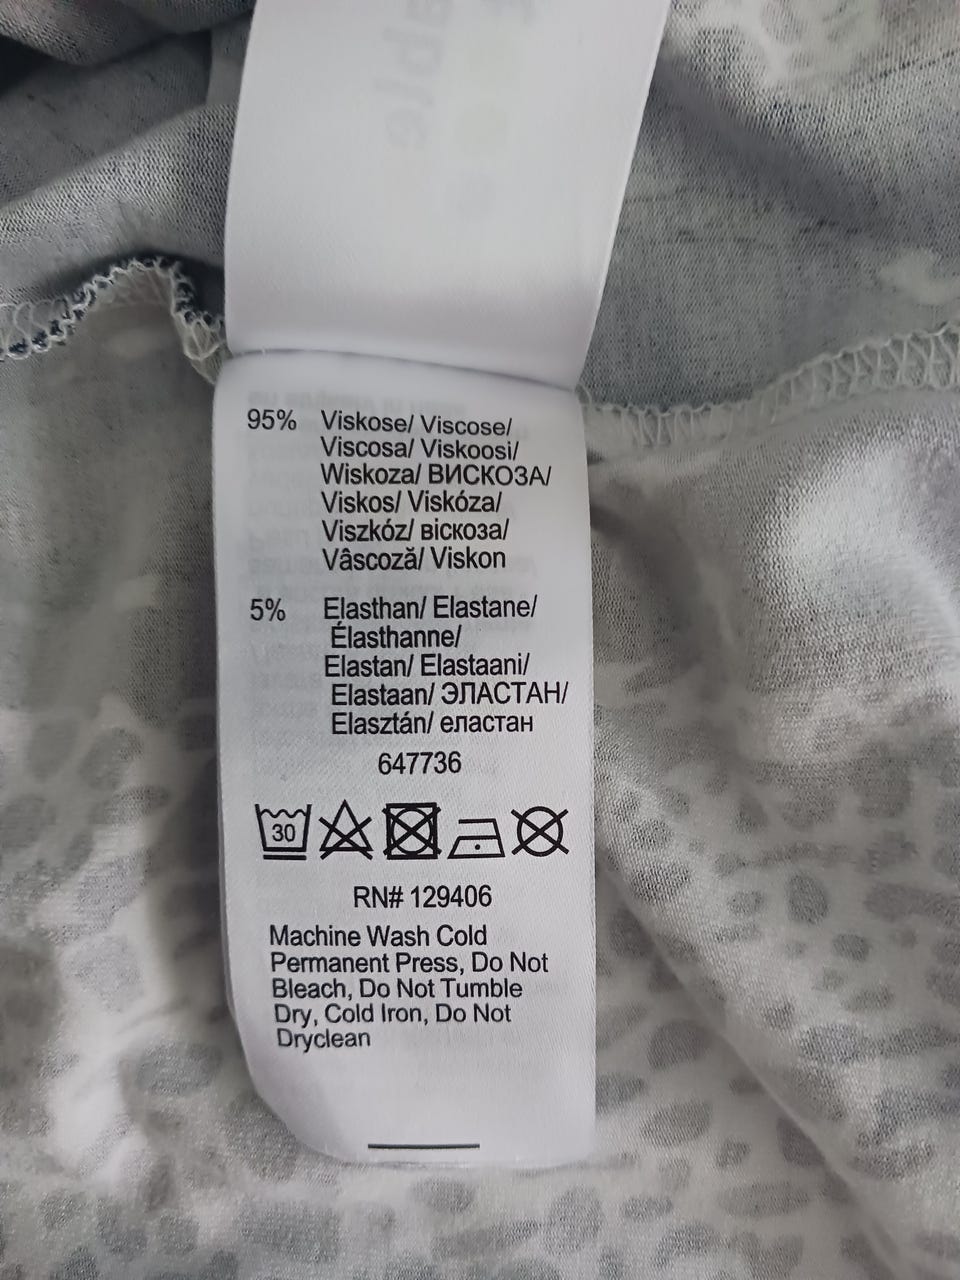 95% Viskose/ Viscose/
Viscosa/ Viskoosi/
Wiskoza/ ВИСКОЗА/
Viskos/ Viskóza/
Viszkóz/ віскоза/
Vâscoză/ Viskon
5% Elasthan/ Elastane/
Élasthanne/
Elastan/ Elastaani/
Elastaan/ ЭЛАСТАН/
Elasztán/ еластан
647736
30
RN# 129406
Machine Wash Cold
Permanent Press, Do Not
Bleach, Do Not Tumble
Dry, Cold Iron, Do Not
Dryclean